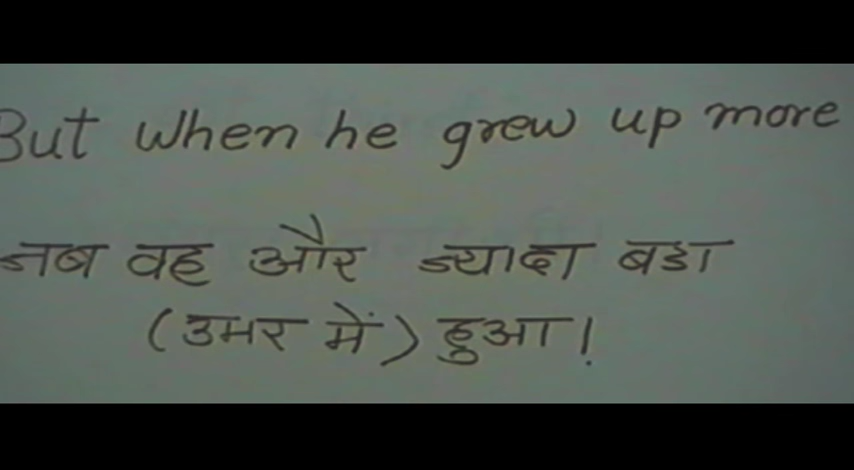 But when he grew up more
जब वह और ज्यादा बडा
(उमर में) हुआ।